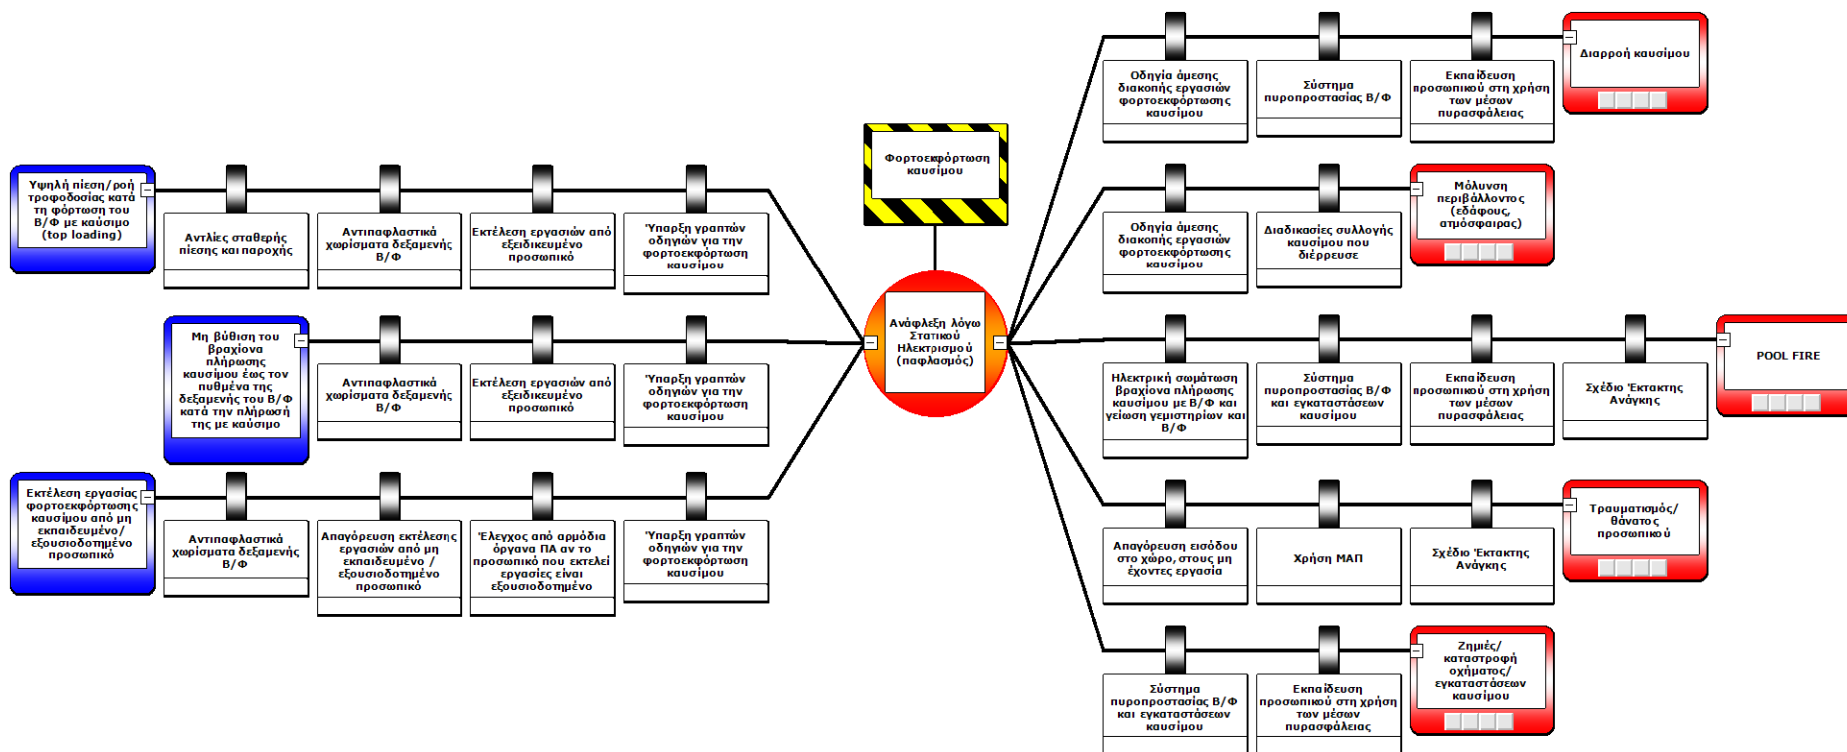 Φορτοεκφόρτωση
καυσίμου
Ανάφλεξη λόγω
Στατικού
Ηλεκτρισμού
(παφλασμός)
Υψηλή πίεση/ροή
τροφοδοσίας κατά
τη φόρτωση του
Β/Φ με καύσιμο
(top loading)
Αντλίες σταθερής
πίεσης και παροχής
Αντιπαφλαστικά
χωρίσματα δεξαμενής
Β/Φ
Εκτέλεση εργασιών από
εξειδικευμένο
προσωπικό
Ύπαρξη γραπτών
οδηγιών για την
φορτοεκφόρτωση
καυσίμου
Μη βύθιση του
βραχίονα
πλήρωσης
καυσίμου έως τον
πυθμένα της
δεξαμενής του Β/Φ
κατά την πλήρωσή
της με καύσιμο
Αντιπαφλαστικά
χωρίσματα δεξαμενής
Β/Φ
Εκτέλεση εργασιών από
εξειδικευμένο
προσωπικό
Ύπαρξη γραπτών
οδηγιών για την
φορτοεκφόρτωση
καυσίμου
Εκτέλεση εργασίας
φορτοεκφόρτωσης
καυσίμου από μη
εκπαιδευμένο/
εξουσιοδοτημένο
προσωπικό
Αντιπαφλαστικά
χωρίσματα δεξαμενής
Β/Φ
Απαγόρευση εκτέλεσης
εργασιών από μη
εκπαιδευμένο /
εξουσιοδοτημένο
προσωπικό
Έλεγχος από αρμόδια
όργανα ΠΑ αν το
προσωπικό που εκτελεί
εργασίες είναι
εξουσιοδοτημένο
Ύπαρξη γραπτών
οδηγιών για την
φορτοεκφόρτωση
καυσίμου
Οδηγία άμεσης
διακοπής εργασιών
φορτοεκφόρτωσης
καυσίμου
Σύστημα
πυροπροστασίας Β/Φ
Εκπαίδευση
προσωπικού στη χρήση
των μέσων
πυρασφάλειας
Διαρροή καυσίμου
Οδηγία άμεσης
διακοπής εργασιών
φορτοεκφόρτωσης
καυσίμου
Διαδικασίες συλλογής
καυσίμου που
διέρρευσε
Μόλυνση
περιβάλλοντος
(εδάφους,
ατμόσφαιρας)
Ηλεκτρική σωμάτωση
βραχίονα πλήρωσης
καυσίμου με Β/Φ και
γείωση γεμιστηρίων και
Β/Φ
Σύστημα
πυροπροστασίας Β/Φ
και εγκαταστάσεων
καυσίμου
Εκπαίδευση
προσωπικού στη χρήση
των μέσων
πυρασφάλειας
Σχέδιο Έκτακτης
Ανάγκης
POOL FIRE
Απαγόρευση εισόδου
στο χώρο, στους μη
έχοντες εργασία
Χρήση ΜΑΠ
Σχέδιο Έκτακτης
Ανάγκης
Τραυματισμός/
θάνατος
προσωπικού
Σύστημα
πυροπροστασίας Β/Φ
και εγκαταστάσεων
καυσίμου
Εκπαίδευση
προσωπικού στη χρήση
των μέσων
πυρασφάλειας
Ζημιές/
καταστροφή
οχήματος/
εγκαταστάσεων
καυσίμου